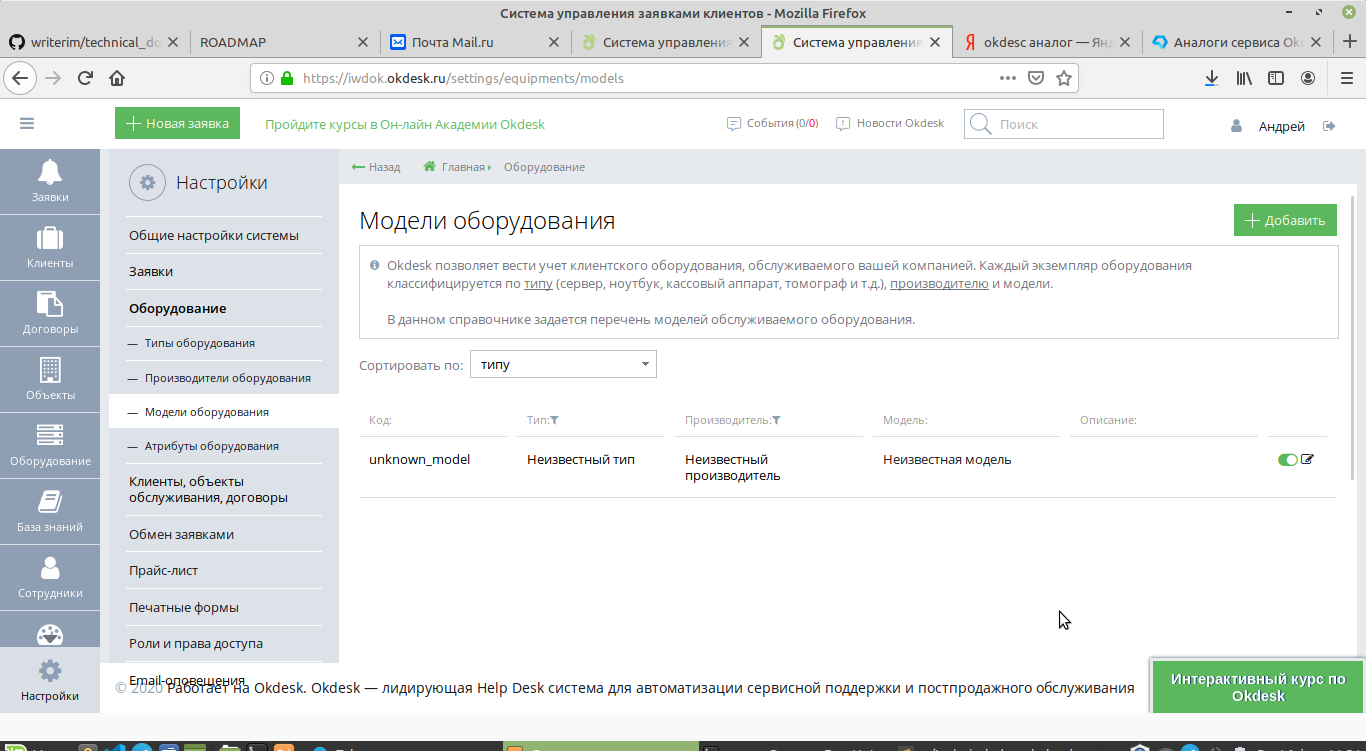 Система управления заявками клиентов - Mozilla Firefox
writerim/technical_do
ROADMAP
Почта Mail.ru
Система управления
Система управления
okdesc аналог — Янд
Аналоги сервиса Okd
https://iwdok.okdesk.ru/settings/equipments/models
Новая заявка
Пройдите курсы в Он-лайн Академии Okdesk
События (0/0)
Новости Okdesk
Поиск
Андрей
Заявки
Клиенты
Договоры
Объекты
Оборудование
База знаний
Сотрудники
Настройки
Настройки
Общие настройки системы
Заявки
Оборудование
— Типы оборудования
— Производители оборудования
— Модели оборудования
— Атрибуты оборудования
Клиенты, объекты
обслуживания, договоры
Обмен заявками
Прайс-лист
Печатные формы
Роли и права доступа
Email-оповещения
Назад
Главная
Оборудование
Модели оборудования
Добавить
Okdesk позволяет вести учет клиентского оборудования, обслуживаемого вашей компанией. Каждый экземпляр оборудования
классифицируется по типу (сервер, ноутбук, кассовый аппарат, томограф и т.д.), производителю и модели.
В данном справочнике задается перечень моделей обслуживаемого оборудования.
Сортировать по: типу
Код: Тип: Производитель: Модель: Описание:
unknown_model Неизвестный тип Неизвестный Неизвестная модель
производитель
© 2020 Работает на Okdesk. Okdesk — лидирующая Help Desk система для автоматизации сервисной поддержки и постпродажного обслуживания
Интерактивный курс по
Okdesk